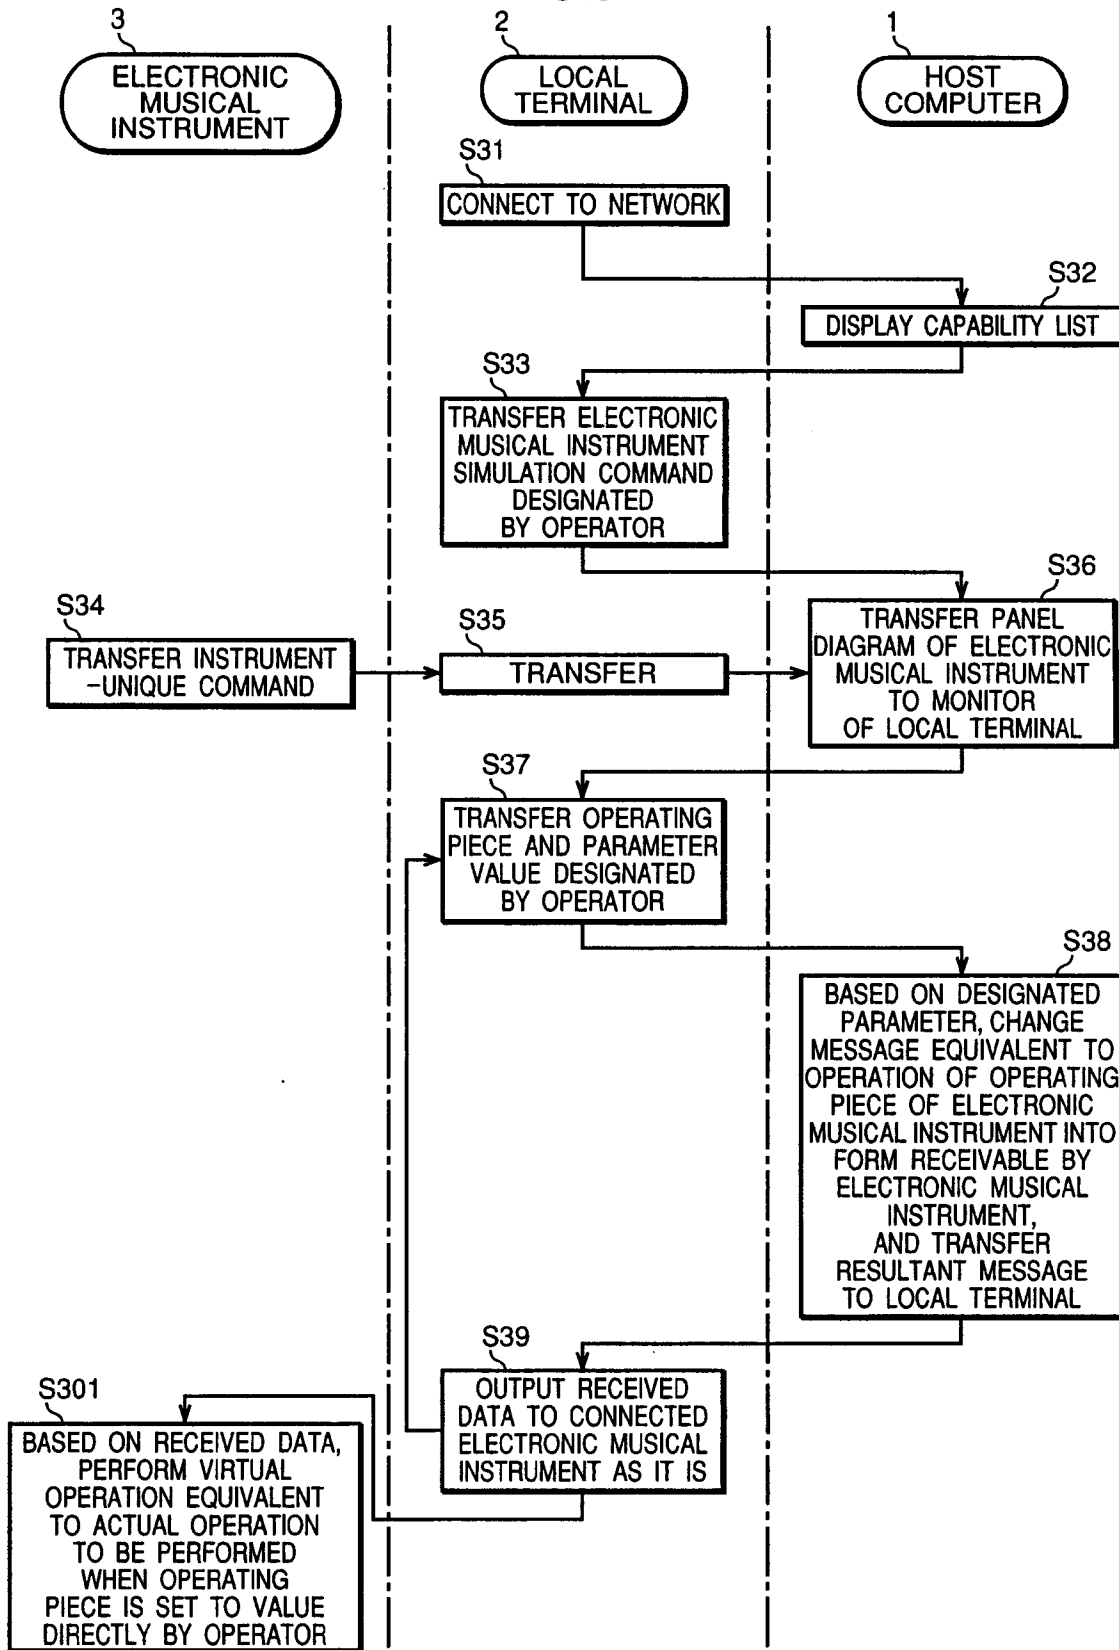 3
ELECTRONIC
MUSICAL
INSTRUMENT
2
LOCAL
TERMINAL
1
HOST
COMPUTER
S31
CONNECT TO NETWORK
S32
DISPLAY CAPABILITY LIST
S33
TRANSFER ELECTRONIC
MUSICAL INSTRUMENT
SIMULATION COMMAND
DESIGNATED
BY OPERATOR
S34
TRANSFER INSTRUMENT
-UNIQUE COMMAND
S35
TRANSFER
S36
TRANSFER PANEL
DIAGRAM OF ELECTRONIC
MUSICAL INSTRUMENT
TO MONITOR
OF LOCAL TERMINAL
S37
TRANSFER OPERATING
PIECE AND PARAMETER
VALUE DESIGNATED
BY OPERATOR
S38
BASED ON DESIGNATED
PARAMETER, CHANGE
MESSAGE EQUIVALENT TO
OPERATION OF OPERATING
PIECE OF ELECTRONIC
MUSICAL INSTRUMENT INTO
FORM RECEIVABLE BY
ELECTRONIC MUSICAL
INSTRUMENT,
AND TRANSFER
RESULTANT MESSAGE
TO LOCAL TERMINAL
S39
OUTPUT RECEIVED
DATA TO CONNECTED
ELECTRONIC MUSICAL
INSTRUMENT AS IT IS
S301
BASED ON RECEIVED DATA,
PERFORM VIRTUAL
OPERATION EQUIVALENT
TO ACTUAL OPERATION
TO BE PERFORMED
WHEN OPERATING
PIECE IS SET TO VALUE
DIRECTLY BY OPERATOR